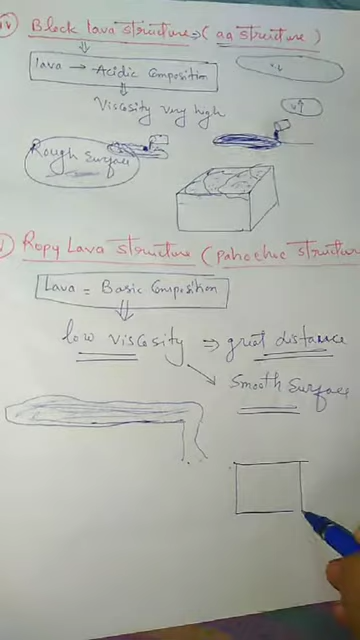 iv) Block lava structure → (aa structure)
lava → Acidic Composition
v↓
Viscosity very high
v↑
Rough Surface
Ropy Lava structure (pahoehoe structure
Lava = Basic Composition
low viscosity ⇒ great distance
Smooth Surface